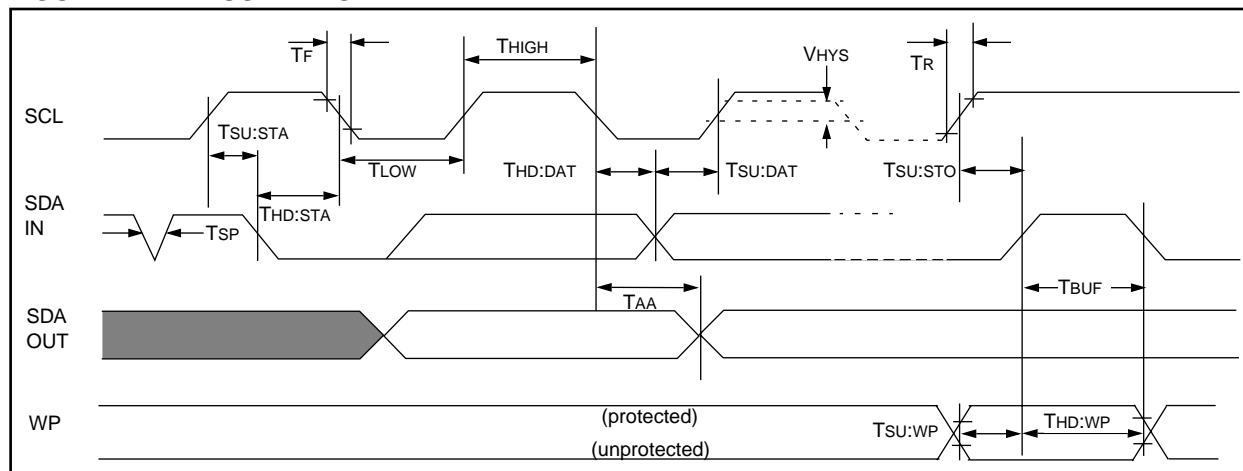 TF
THIGH
VHYS
TR
SCL
TSU:STA
TLOW
THD:DAT
TSU:DAT
TSU:STO
SDA
IN
THD:STA
TSP
TBUF
TAA
SDA
OUT
WP
(protected)
(unprotected)
TSU:WP
THD:WP